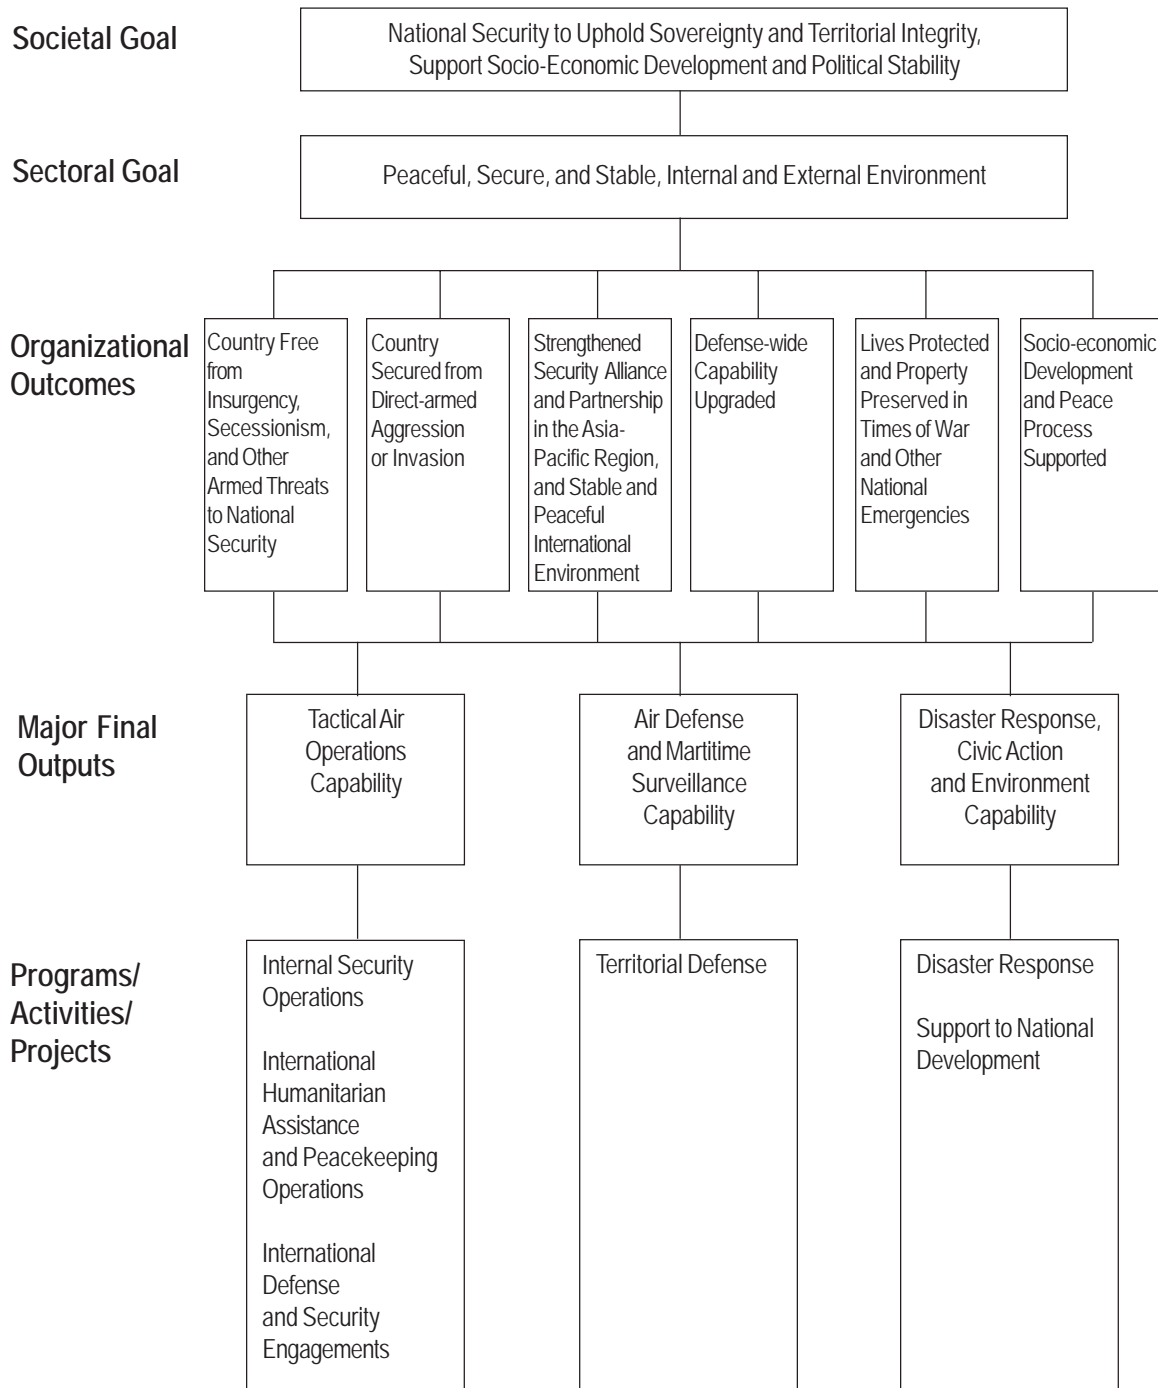 Societal Goal
National Security to Uphold Sovereignty and Territorial Integrity,
Support Socio-Economic Development and Political Stability
Sectoral Goal
Peaceful, Secure, and Stable, Internal and External Environment
Organizational
Outcomes
Country Free
from
Insurgency,
Secessionism,
and Other
Armed Threats
to National
Security
Country
Secured from
Direct-armed
Aggression
or Invasion
Strengthened
Security Alliance
and Partnership
in the Asia-
Pacific Region,
and Stable and
Peaceful
International
Environment
Defense-wide
Capability
Upgraded
Lives Protected
and Property
Preserved in
Times of War
and Other
National
Emergencies
Socio-economic
Development
and Peace
Process
Supported
Major Final
Outputs
Tactical Air
Operations
Capability
Air Defense
and Martitime
Surveillance
Capability
Disaster Response,
Civic Action
and Environment
Capability
Programs/
Activities/
Projects
Internal Security
Operations
International
Humanitarian
Assistance
and Peacekeeping
Operations
International
Defense
and Security
Engagements
Territorial Defense
Disaster Response
Support to National
Development